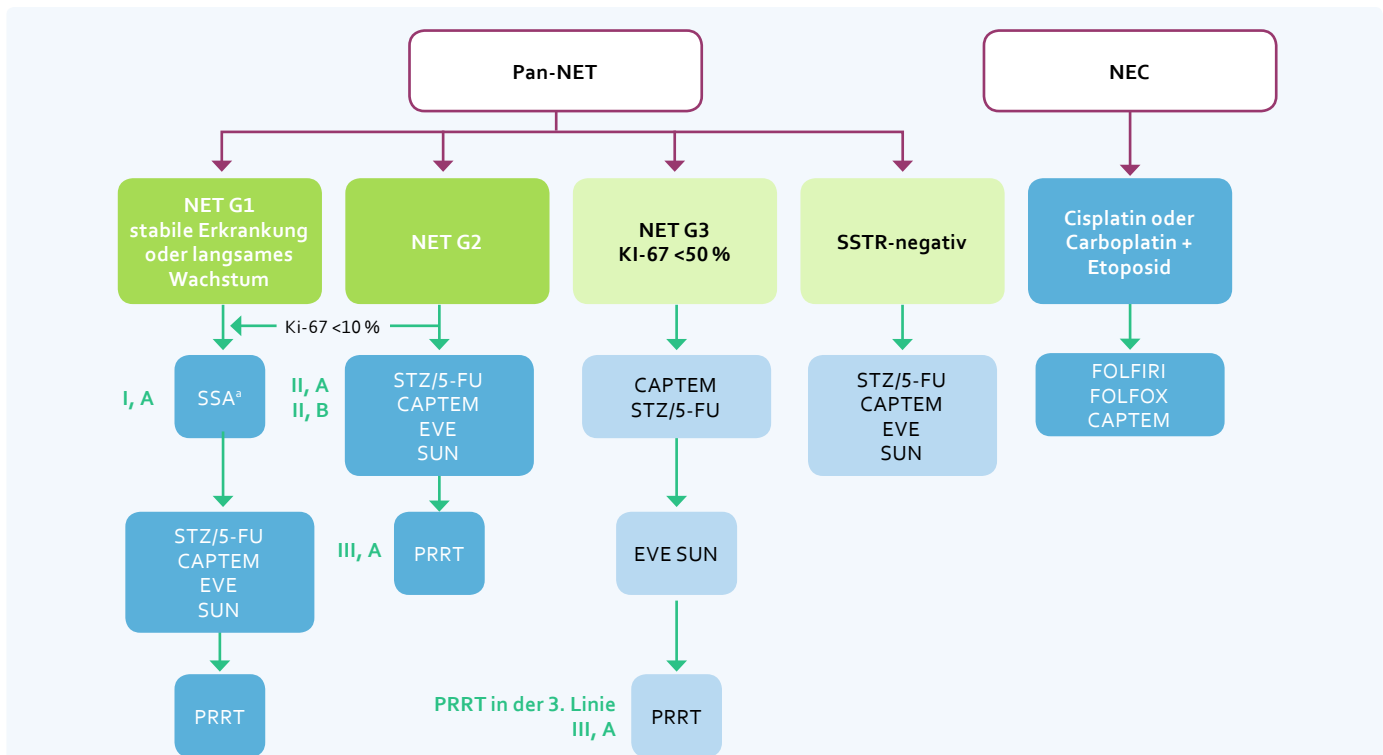 Pan-NET
NEC
NET G1
stabile Erkrankung
oder langsames
Wachstum
NET G2
NET G3
KI-67 <50 %
SSTR-negativ
Cisplatin oder
Carboplatin +
Etoposid
Ki-67 <10 %
I, A
SSAᵃ
II, A
II, B
STZ/5-FU
CAPTEM
EVE
SUN
CAPTEM
STZ/5-FU
STZ/5-FU
CAPTEM
EVE
SUN
FOLFIRI
FOLFOX
CAPTEM
STZ/5-FU
CAPTEM
EVE
SUN
III, A
PRRT
EVE SUN
PRRT
PRRT in der 3. Linie
III, A
PRRT